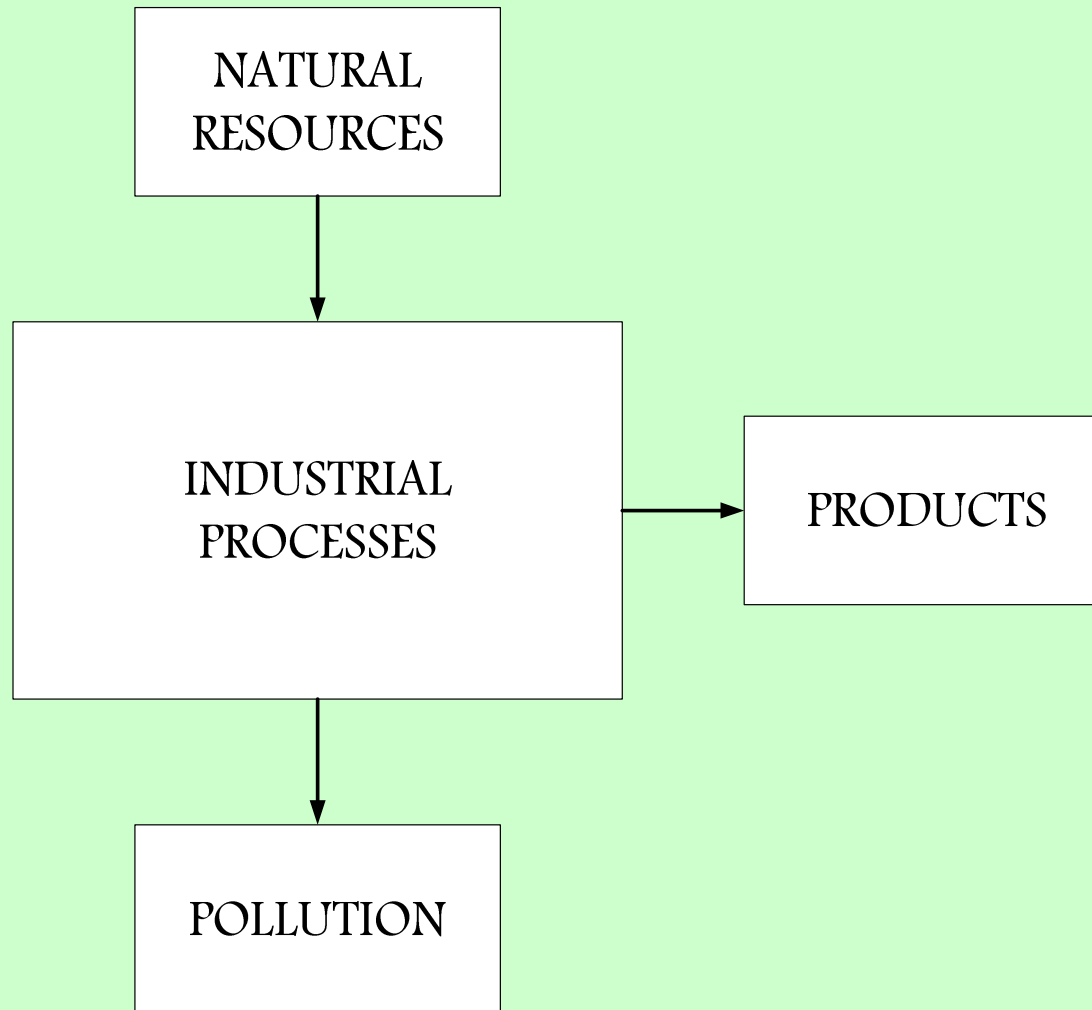 NATURAL
RESOURCES
INDUSTRIAL
PROCESSES
PRODUCTS
POLLUTION